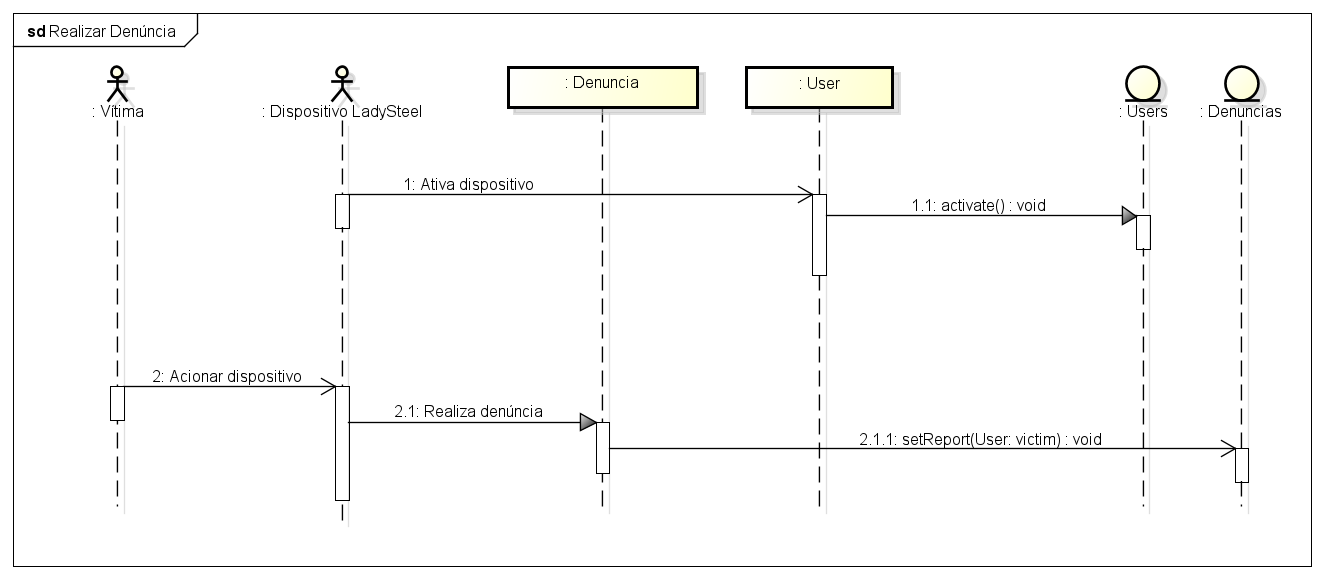 sd Realizar Denúncia
: Vítima
: Dispositivo LadySteel
: Denuncia
: User
: Users
: Denuncias
1: Ativa dispositivo
1.1: activate() : void
2: Acionar dispositivo
2.1: Realiza denúncia
2.1.1: setReport(User: victim) : void